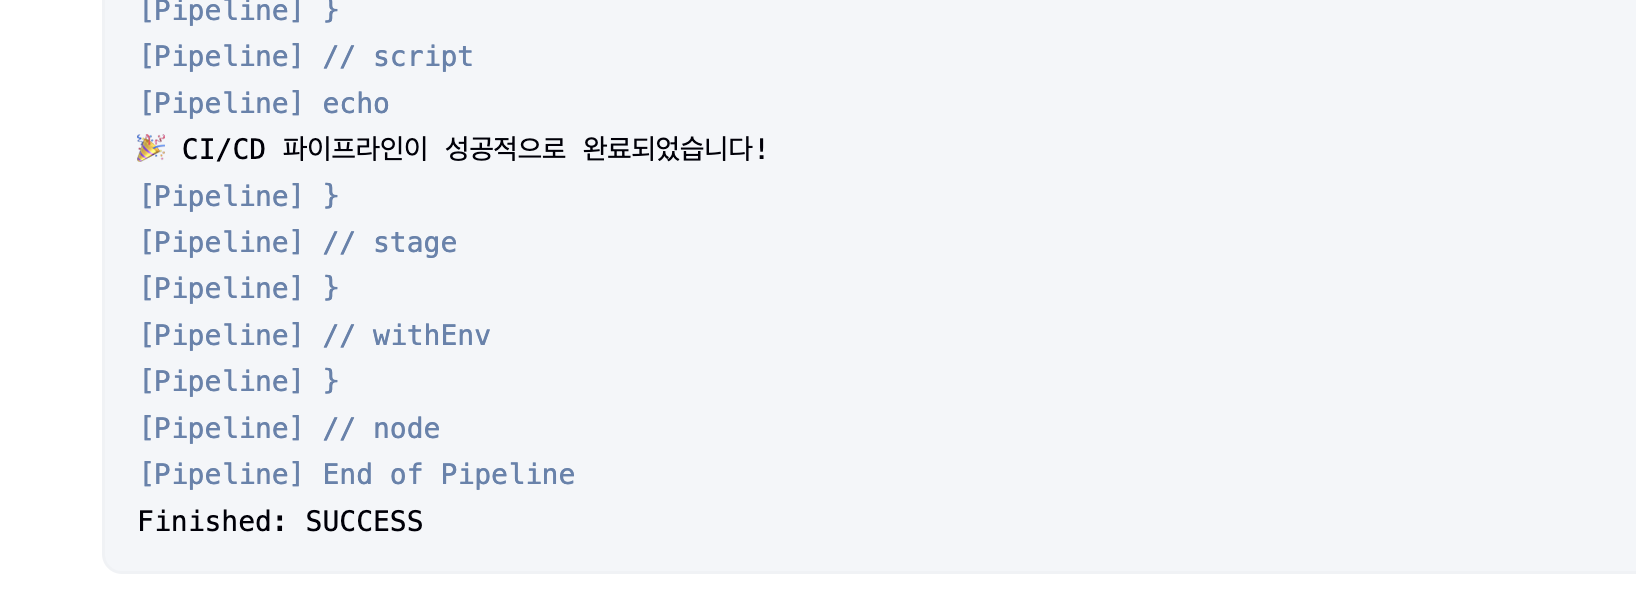 [Pipeline] }
[Pipeline] // script
[Pipeline] echo
🎉 CI/CD 파이프라인이 성공적으로 완료되었습니다!
[Pipeline] }
[Pipeline] // stage
[Pipeline] }
[Pipeline] // withEnv
[Pipeline] }
[Pipeline] // node
[Pipeline] End of Pipeline
Finished: SUCCESS